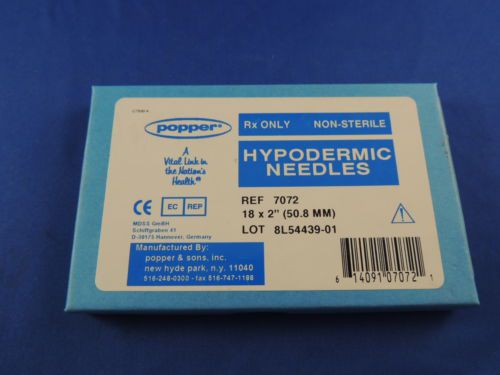 popper®
Rx ONLY NON-STERILE
A
Vital Link in
the Nation's
Health®
HYPODERMIC
NEEDLES
CE EC REP
MDSS GmBH
Schiffgraben 41
D-30175 Hannover, Germany
REF 7072
18 x 2" (50.8 MM)
LOT 8L54439-01
Manufactured By:
popper & sons, inc.
new hyde park, n.y. 11040
516-248-0300 - fax 516-747-1188
6 14091 07072 1